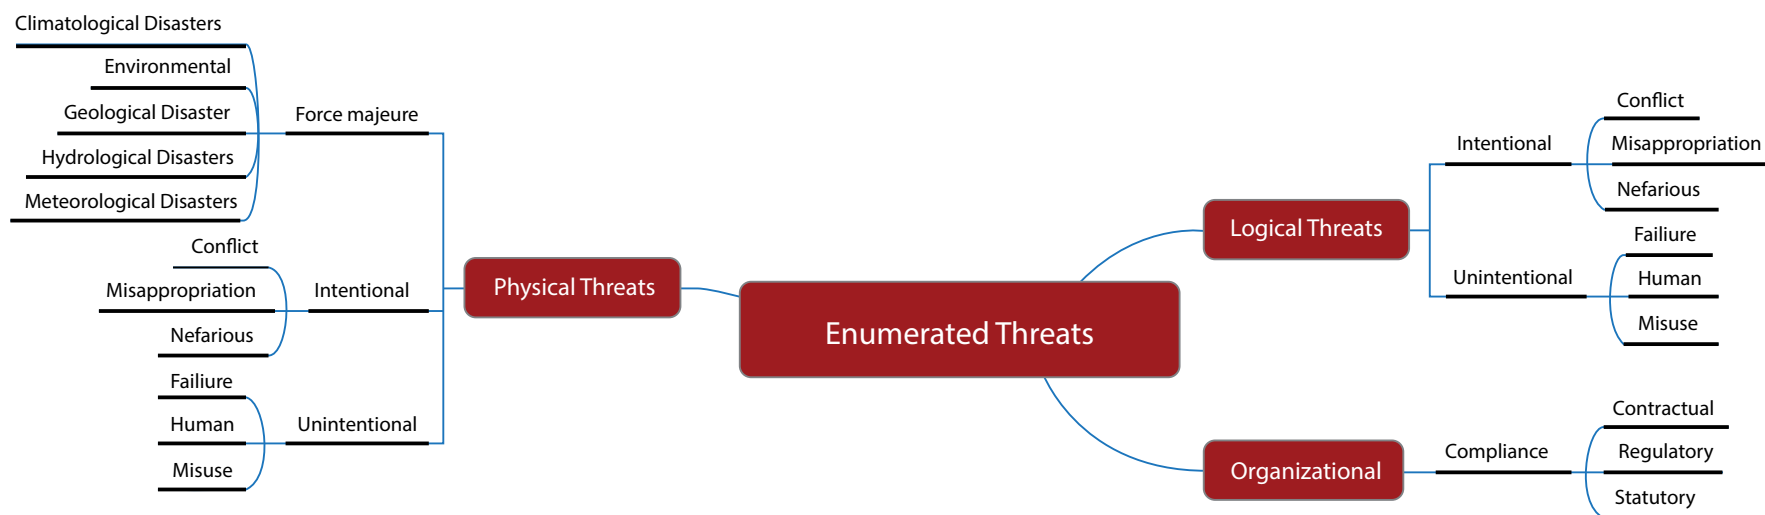 Climatological Disasters
Environmental
Geological Disaster
Hydrological Disasters
Meteorological Disasters
Force majeure
Conflict
Misappropriation
Nefarious
Intentional
Failiure
Human
Misuse
Unintentional
Physical Threats
Enumerated Threats
Logical Threats
Intentional
Conflict
Misappropriation
Nefarious
Unintentional
Failiure
Human
Misuse
Organizational
Compliance
Contractual
Regulatory
Statutory